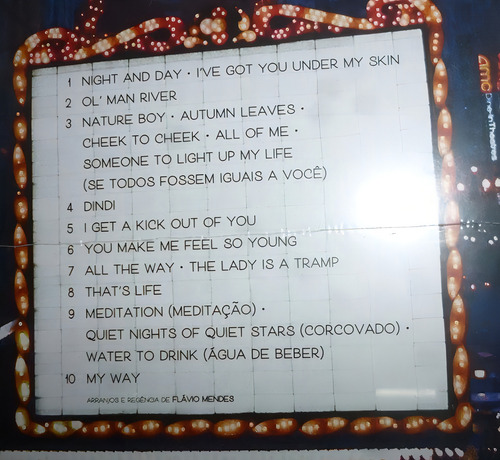 1 NIGHT AND DAY • I'VE GOT YOU UNDER MY SKIN
2 OL' MAN RIVER
3 NATURE BOY • AUTUMN LEAVES •
CHEEK TO CHEEK • ALL OF ME •
SOMEONE TO LIGHT UP MY LIFE
(SE TODOS FOSSEM IGUAIS A VOCÊ)
4 DINDI
5 I GET A KICK OUT OF YOU
6 YOU MAKE ME FEEL SO YOUNG
7 ALL THE WAY • THE LADY IS A TRAMP
8 THAT'S LIFE
9 MEDITATION (MEDITAÇÃO) •
QUIET NIGHTS OF QUIET STARS (CORCOVADO) •
WATER TO DRINK (ÁGUA DE BEBER)
10 MY WAY
ARRANJOS E REGÊNCIA DE FLÁVIO MENDES
amc